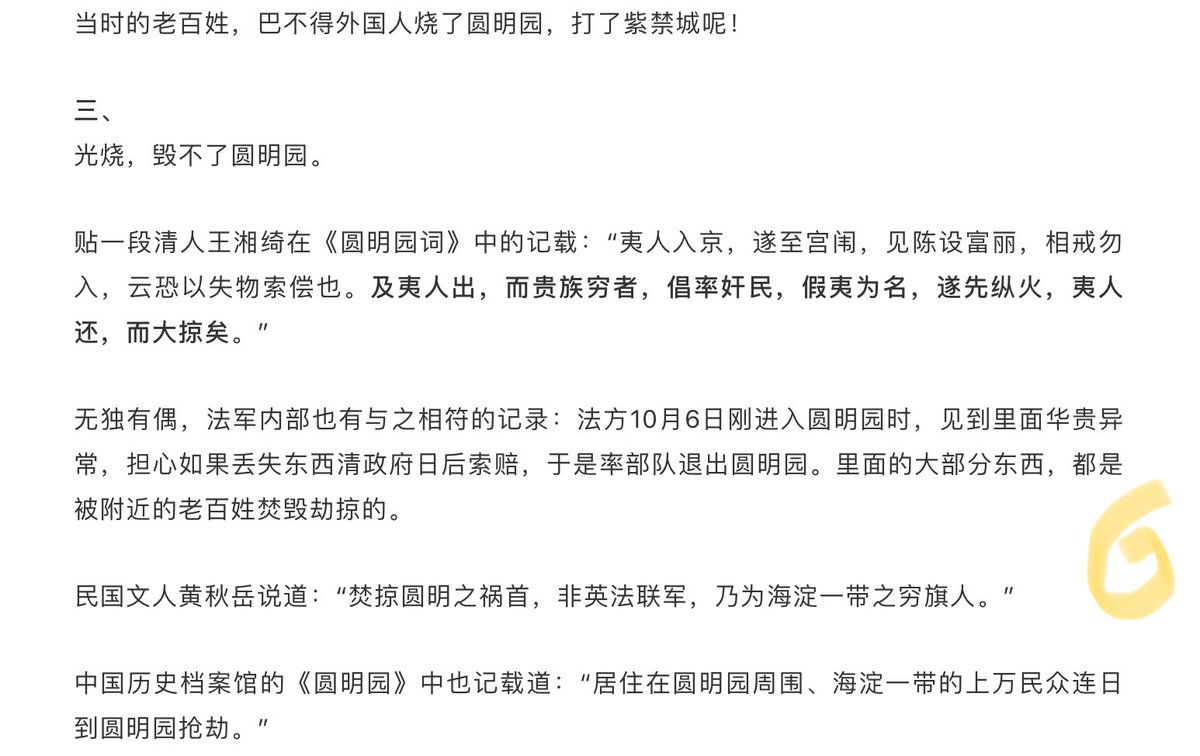 当时的老百姓，巴不得外国人烧了圆明园，打了紫禁城呢！
三、
光烧，毁不了圆明园。
贴一段清人王湘绮在《圆明园词》中的记载：“夷人入京，遂至宫闱，见陈设富丽，相戒勿
入，云恐以失物索偿也。及夷人出，而贵族穷者，倡率奸民，假夷为名，遂先纵火，夷人
还，而大掠矣。”
无独有偶，法军内部也有与之相符的记录：法方10月6日刚进入圆明园时，见到里面华贵异
常，担心如果丢失东西清政府日后索赔，于是率部队退出圆明园。里面的大部分东西，都是
被附近的老百姓焚毁劫掠的。
民国文人黄秋岳说道：“焚掠圆明之祸首，非英法联军，乃为海淀一带之穷旗人。”
中国历史档案馆的《圆明园》中也记载道：“居住在圆明园周围、海淀一带的上万民众连日
到圆明园抢劫。”
6